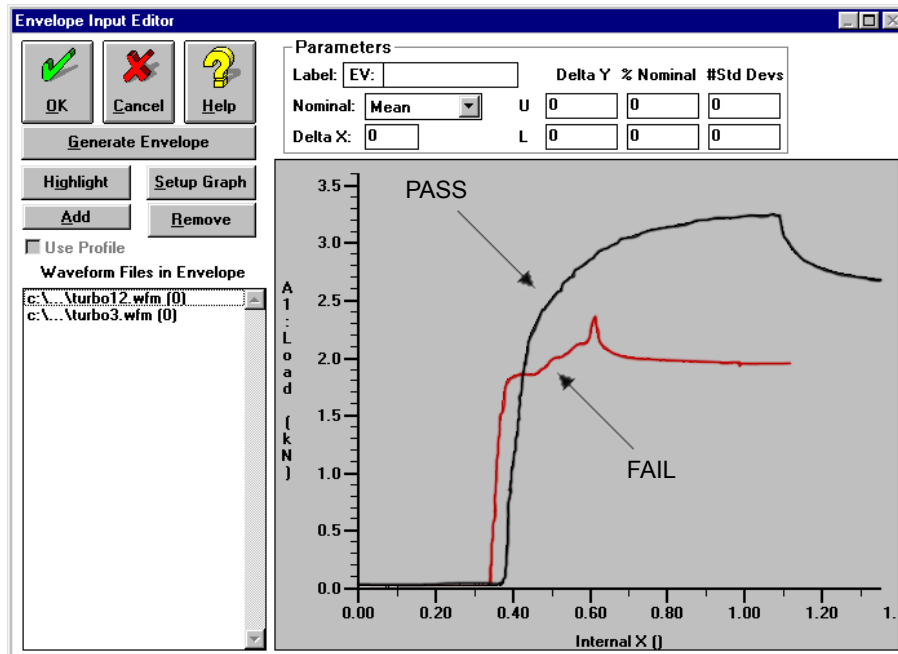 Envelope Input Editor
OK
Cancel
Help
Generate Envelope
Highlight
Setup Graph
Add
Remove
Use Profile
Waveform Files in Envelope
c:\...\turbo12.wfm (0)
c:\...\turbo3.wfm (0)
Parameters
Label: EV:
Delta Y % Nominal #Std Devs
Nominal: Mean U 0 0 0
Delta X: 0 L 0 0 0
A1:Load (kN)
3.5
3.0
2.5
2.0
1.5
1.0
0.5
0.0
PASS
FAIL
0.00 0.20 0.40 0.60 0.80 1.00 1.20 1.
Internal X ()